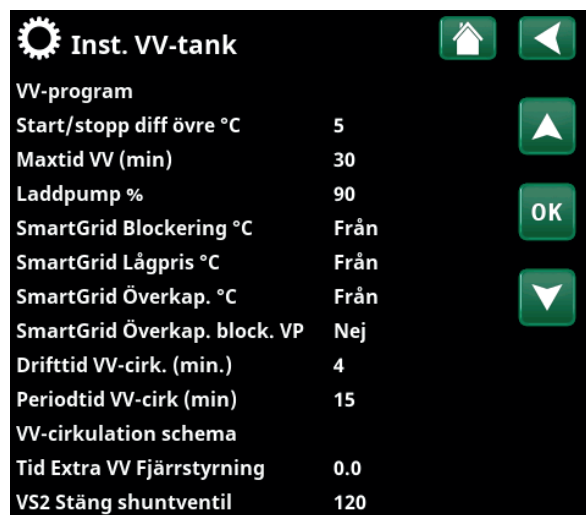 Inst. VV-tank
VV-program
Start/stopp diff övre °C 5
Maxtid VV (min) 30
Laddpump % 90
OK
SmartGrid Blockering °C Från
SmartGrid Lågpris °C Från
SmartGrid Överkap. °C Från
SmartGrid Överkap. block. VP Nej
Drifttid VV-cirk. (min.) 4
Periodtid VV-cirk (min) 15
VV-cirkulation schema
Tid Extra VV Fjärrstyrning 0.0
VS2 Stäng shuntventil 120